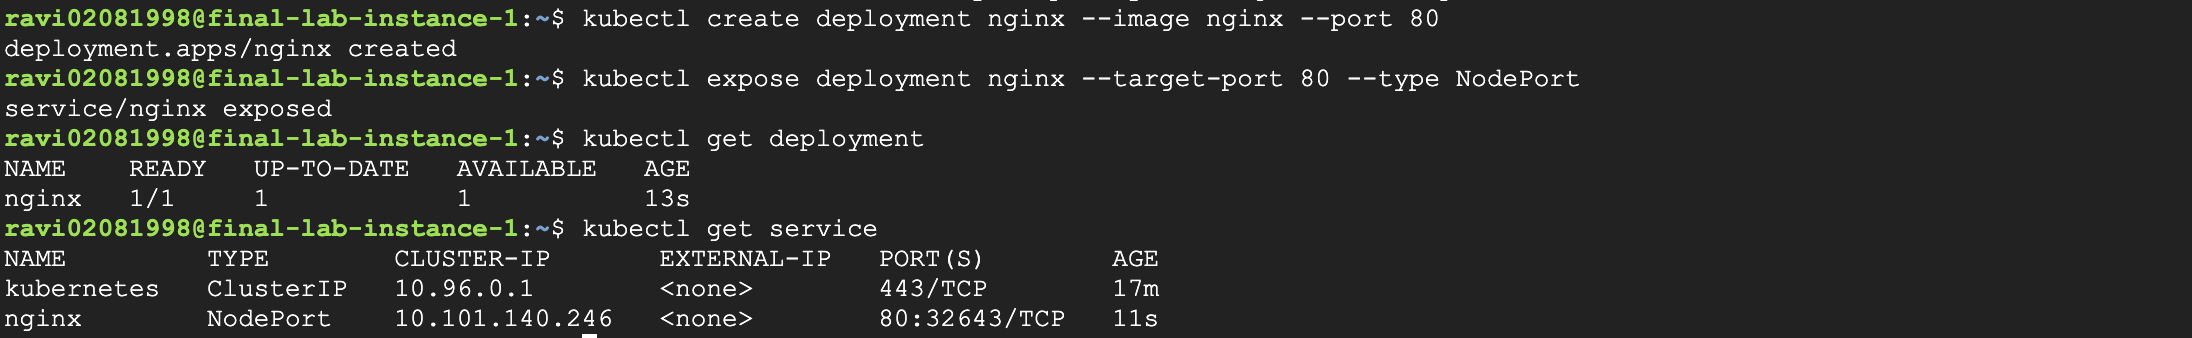 ravi02081998@final-lab-instance-1:~$ kubectl create deployment nginx --image nginx --port 80
deployment.apps/nginx created
ravi02081998@final-lab-instance-1:~$ kubectl expose deployment nginx --target-port 80 --type NodePort
service/nginx exposed
ravi02081998@final-lab-instance-1:~$ kubectl get deployment
NAME    READY   UP-TO-DATE   AVAILABLE   AGE
nginx   1/1     1            1           13s
ravi02081998@final-lab-instance-1:~$ kubectl get service
NAME         TYPE        CLUSTER-IP       EXTERNAL-IP   PORT(S)        AGE
kubernetes   ClusterIP   10.96.0.1        <none>        443/TCP        17m
nginx        NodePort    10.101.140.246   <none>        80:32643/TCP   11s